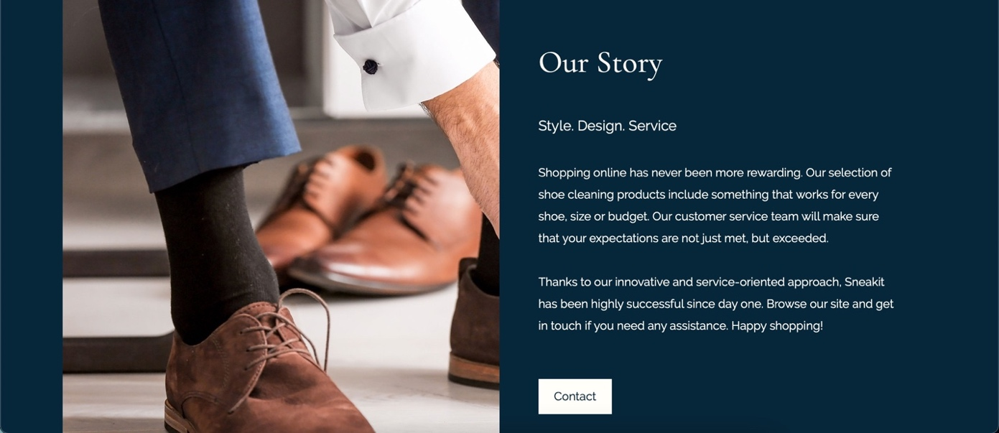 Our Story
Style. Design. Service
Shopping online has never been more rewarding. Our selection of
shoe cleaning products include something that works for every
shoe, size or budget. Our customer service team will make sure
that your expectations are not just met, but exceeded.
Thanks to our innovative and service-oriented approach, Sneakit
has been highly successful since day one. Browse our site and get
in touch if you need any assistance. Happy shopping!
Contact